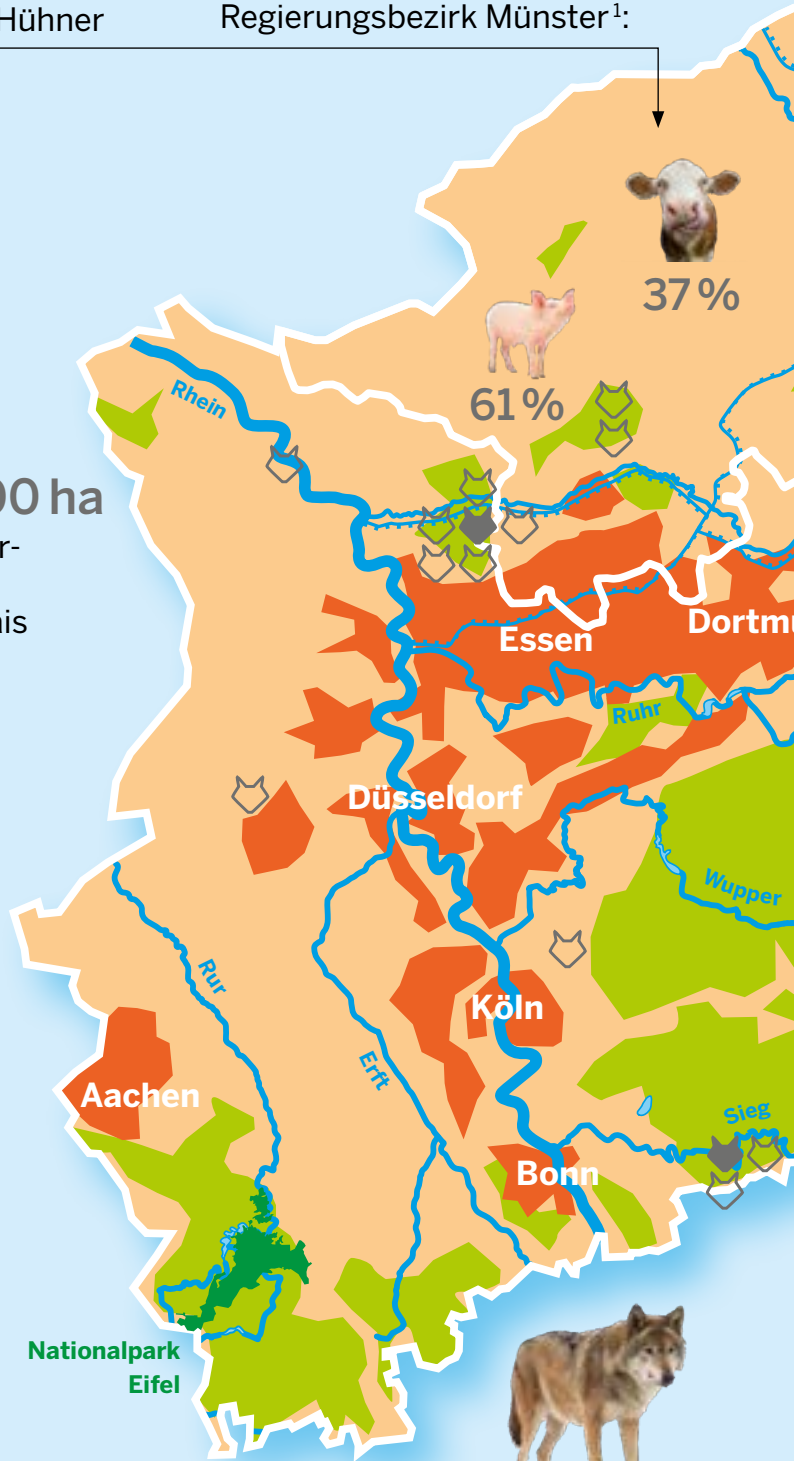 Hühner
Regierungsbezirk Münster¹:
37 %
61 %
Rhein
00 ha
r-
is
Essen
Dortmu
Ruhr
Düsseldorf
Wupper
Rur
Köln
Erft
Aachen
Sieg
Bonn
Nationalpark
Eifel